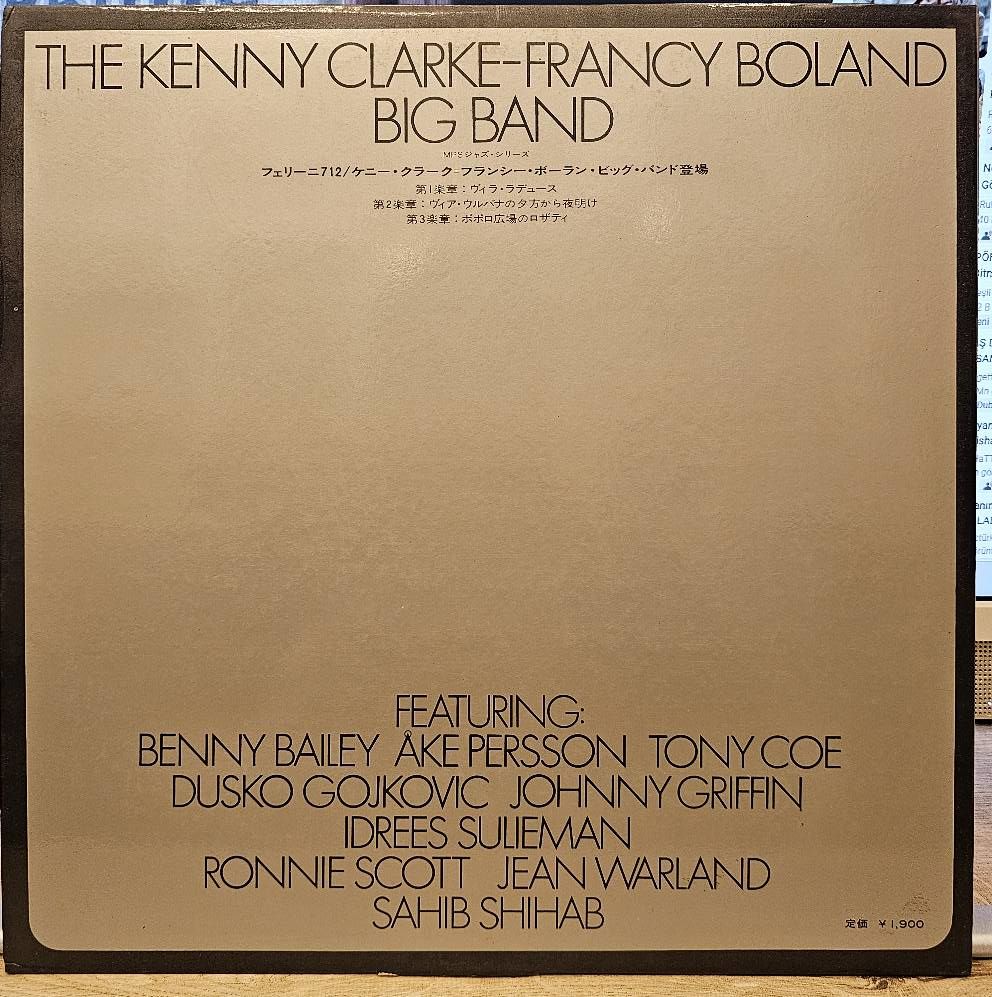 THE KENNY CLARKE-FRANCY BOLAND
BIG BAND
MPSジャズ・シリーズ
フェリーニ712/ケニー・クラーク-フランシー・ボーラン・ビッグ・バンド登場
第1楽章：ヴィラ・ラデュース
第2楽章：ヴィア・ウルバナの夕方から夜明け
第3楽章：ポポロ広場のロザティ
FEATURING:
BENNY BAILEY ÅKE PERSSON TONY COE
DUSKO GOJKOVIC JOHNNY GRIFFIN
IDREES SULIEMAN
RONNIE SCOTT JEAN WARLAND
SAHIB SHIHAB
定価 ¥1,900